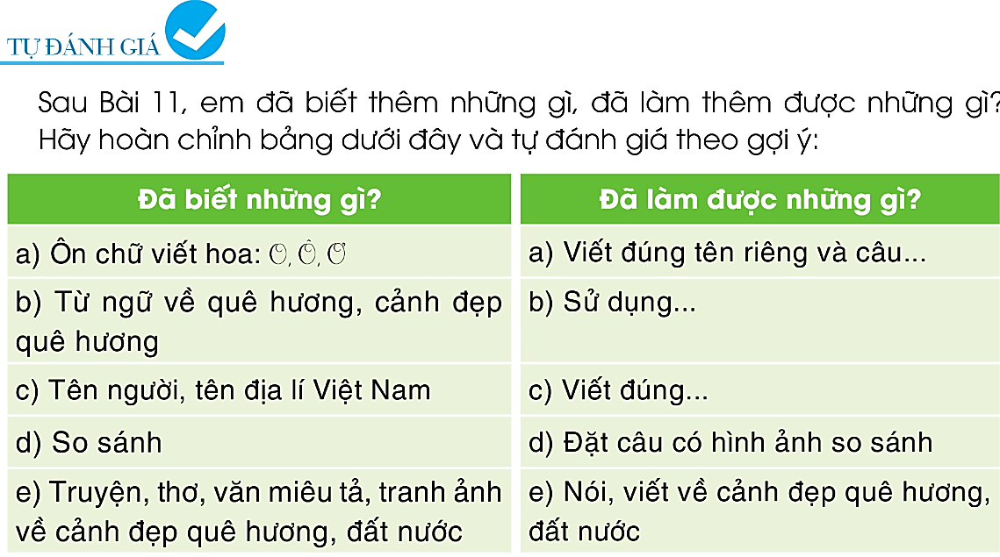 TỰ ĐÁNH GIÁ
Sau Bài 11, em đã biết thêm những gì, đã làm thêm được những gì?
Hãy hoàn chỉnh bảng dưới đây và tự đánh giá theo gợi ý:
Đã biết những gì?
Đã làm được những gì?
a) Ôn chữ viết hoa: O, Ô, Ơ
a) Viết đúng tên riêng và câu...
b) Từ ngữ về quê hương, cảnh đẹp
quê hương
b) Sử dụng...
c) Tên người, tên địa lí Việt Nam
c) Viết đúng...
d) So sánh
d) Đặt câu có hình ảnh so sánh
e) Truyện, thơ, văn miêu tả, tranh ảnh
về cảnh đẹp quê hương, đất nước
e) Nói, viết về cảnh đẹp quê hương,
đất nước